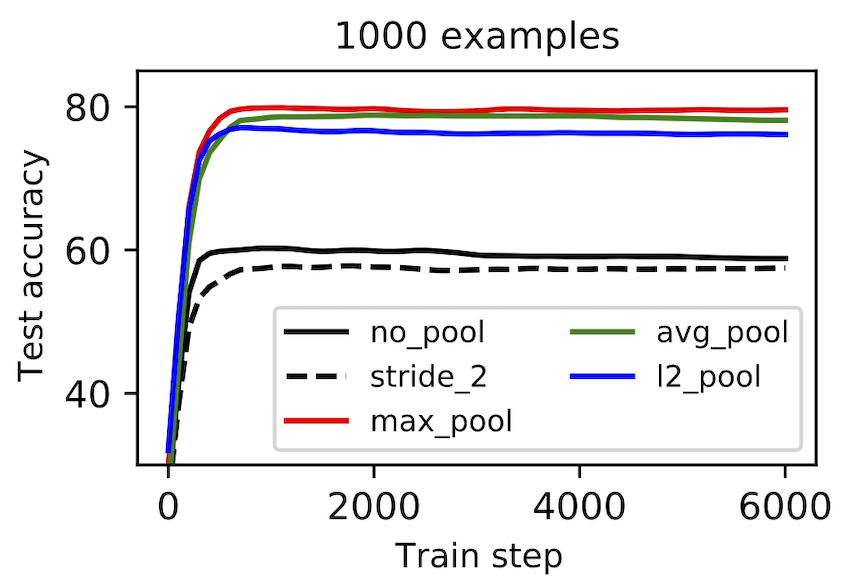 1000 examples
80
60
40
Test accuracy
no_pool
stride_2
max_pool
avg_pool
l2_pool
0 2000 4000 6000
Train step